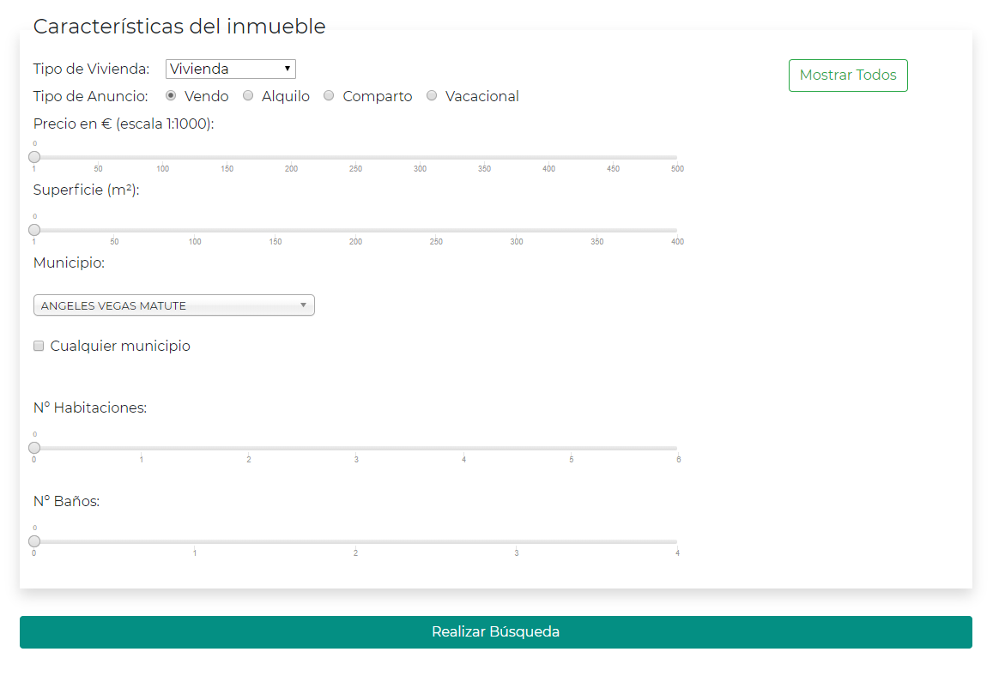 Características del inmueble
Tipo de Vivienda: Vivienda Mostrar Todos
Tipo de Anuncio: Vendo Alquilo Comparto Vacacional
Precio en € (escala 1:1000):
0
1 50 100 150 200 250 300 350 400 450 500
Superficie (m²):
0
1 50 100 150 200 250 300 350 400
Municipio:
ANGELES VEGAS MATUTE
Cualquier municipio
Nº Habitaciones:
0
0 1 2 3 4 5 6
Nº Baños:
0
0 1 2 3 4
Realizar Búsqueda